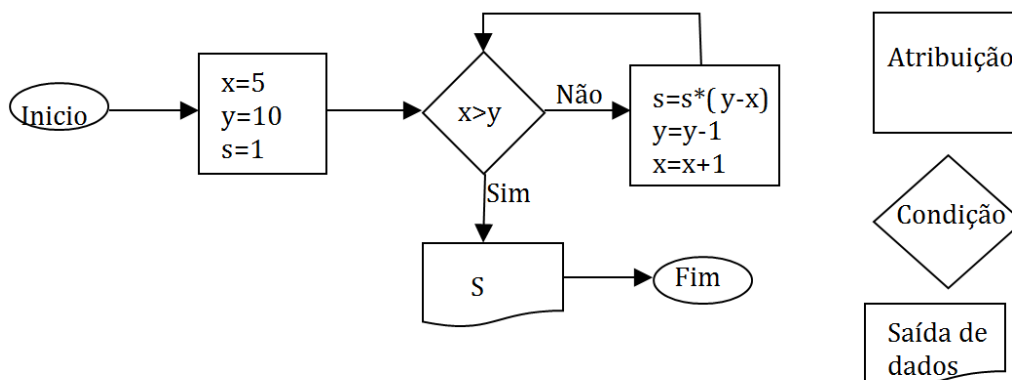 Inicio
x=5
y=10
s=1
x>y
Não
s=s*( y-x)
y=y-1
x=x+1
Sim
S
Fim
Atribuição
Condição
Saída de
dados